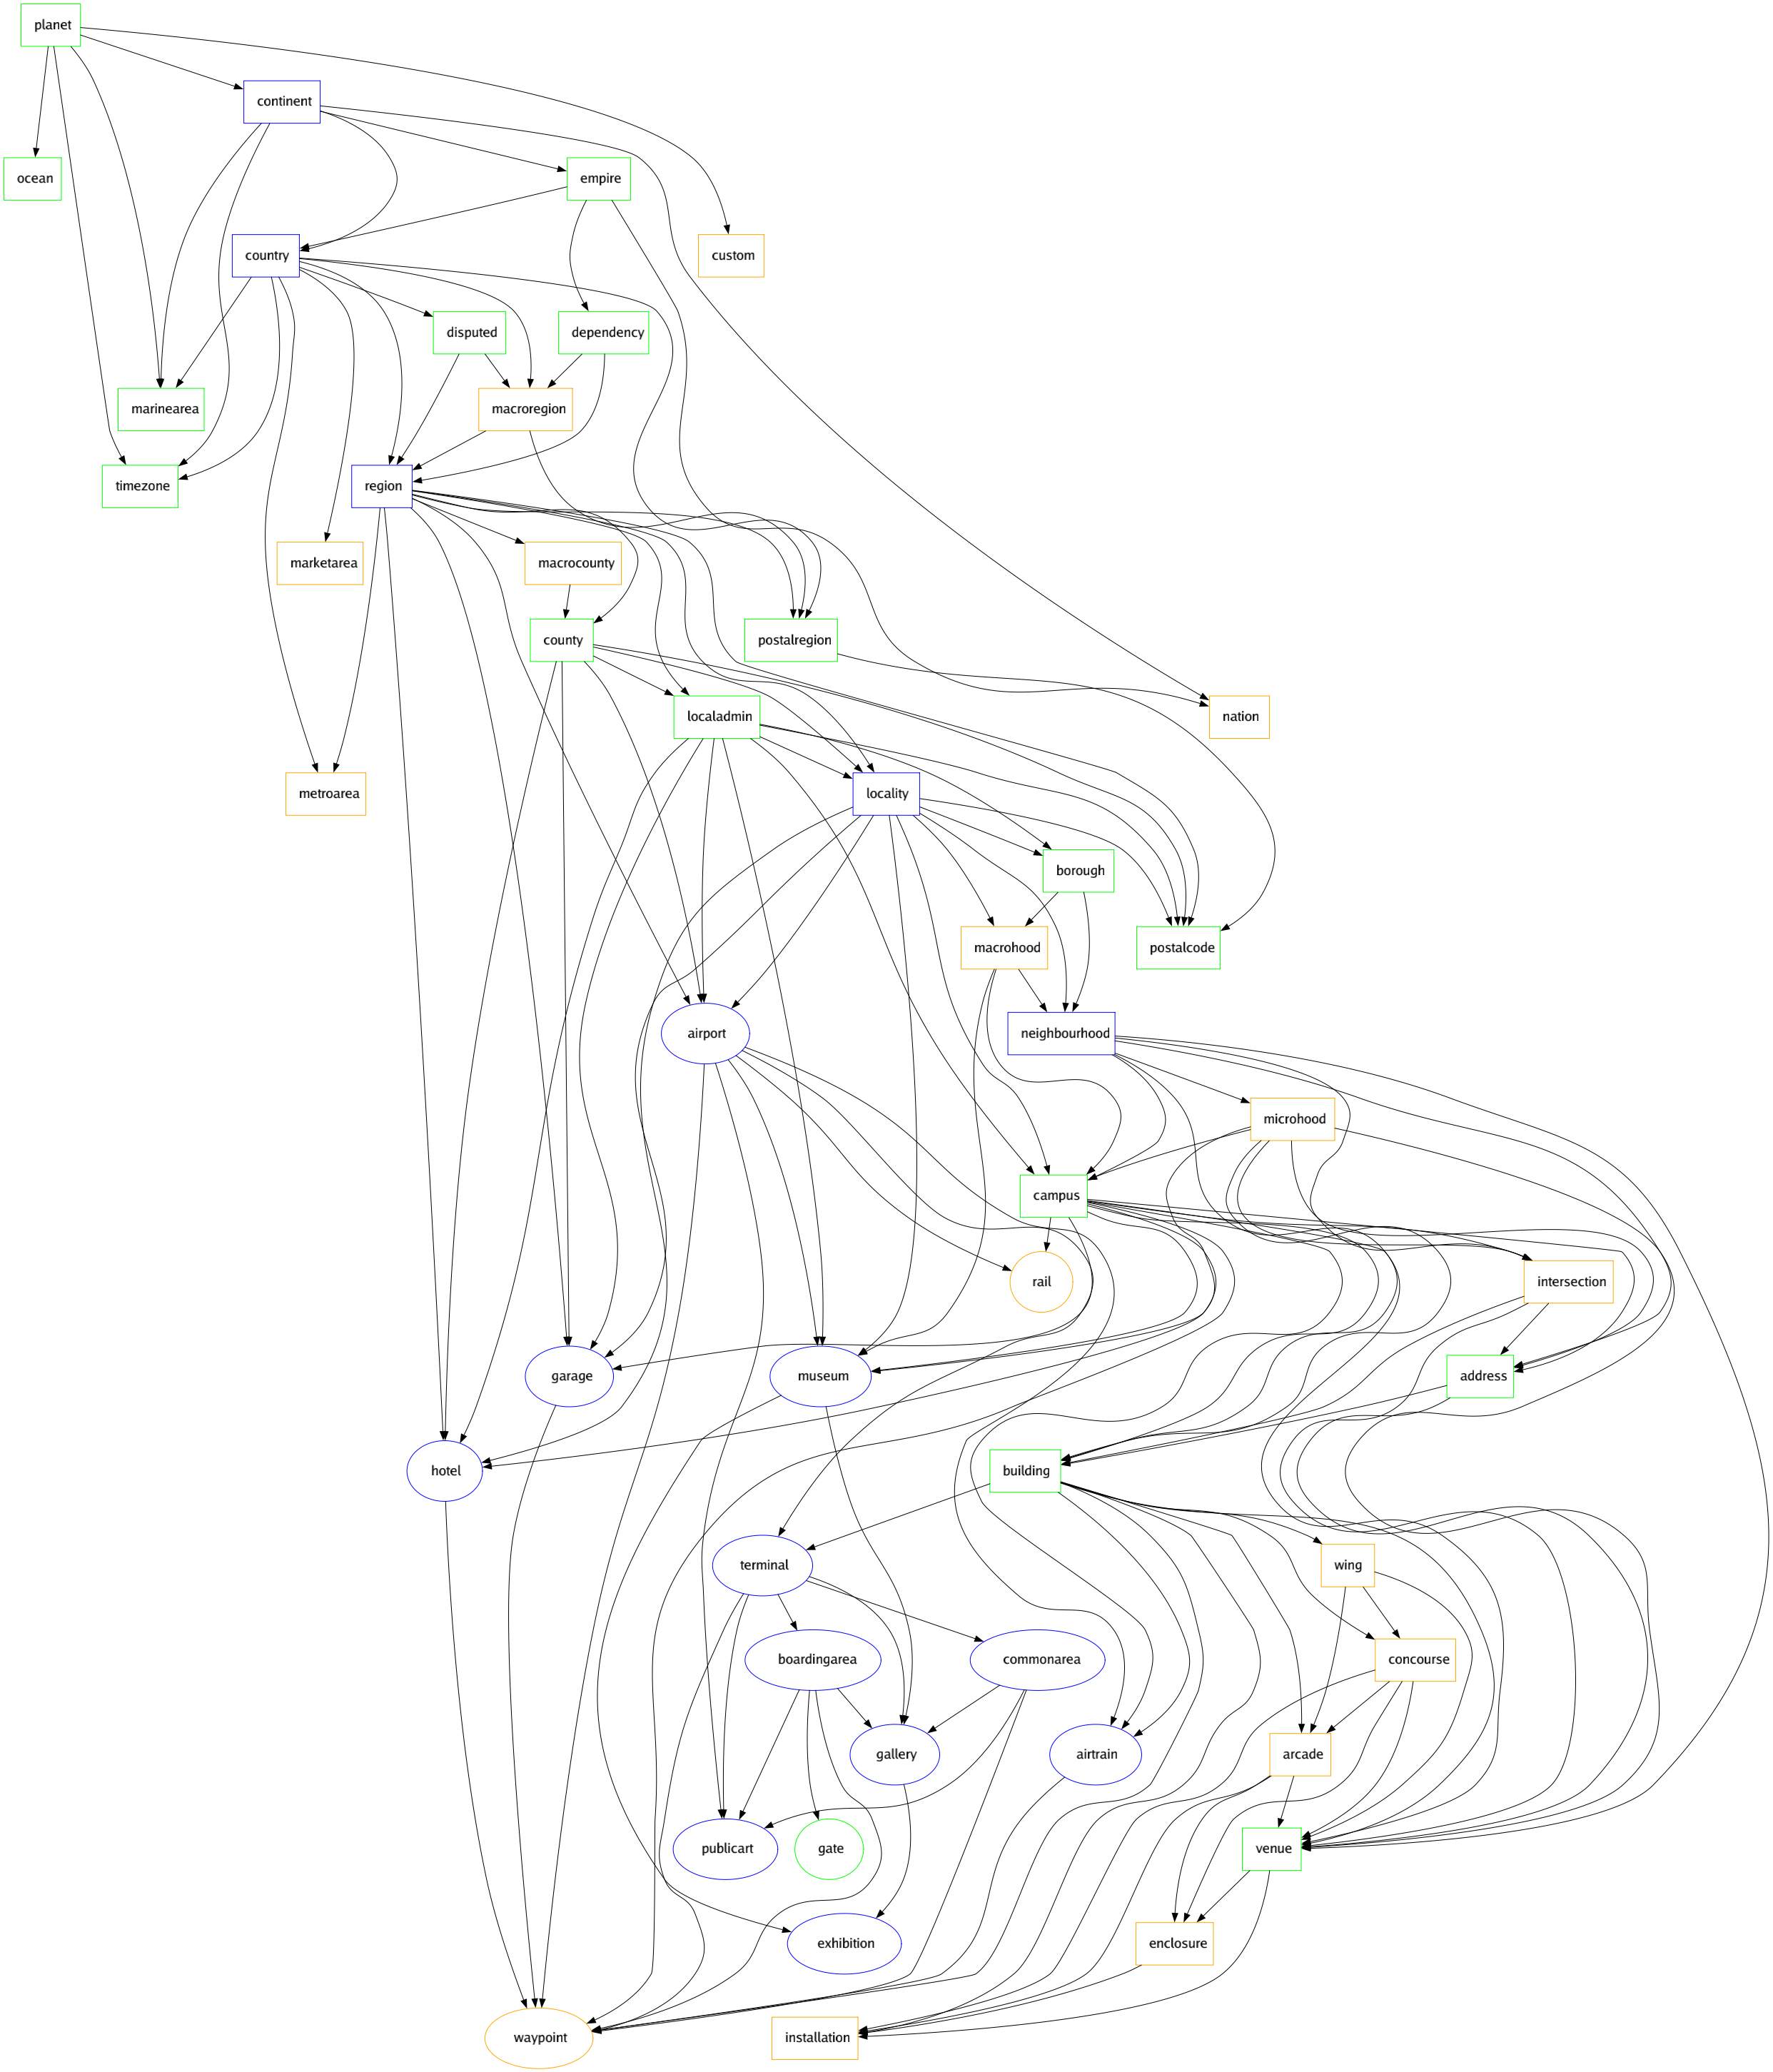 planet
continent
ocean
empire
country
custom
disputed
dependency
marinearea
macroregion
timezone
region
marketarea
macrocounty
county
postalregion
localadmin
nation
metroarea
locality
borough
macrohood
postalcode
airport
neighbourhood
microhood
campus
rail
intersection
garage
museum
address
hotel
building
terminal
wing
boardingarea
commonarea
concourse
gallery
airtrain
arcade
publicart
gate
venue
exhibition
enclosure
waypoint
installation